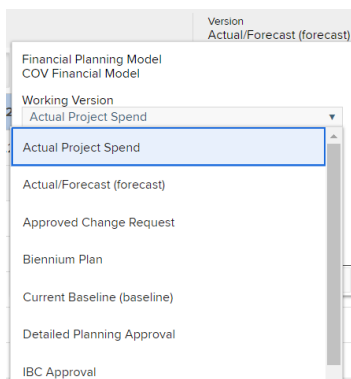 Version
Actual/Forecast (forecast)
Financial Planning Model
COV Financial Model
Working Version
Actual Project Spend
Actual Project Spend
Actual/Forecast (forecast)
Approved Change Request
Biennium Plan
Current Baseline (baseline)
Detailed Planning Approval
IBC Approval